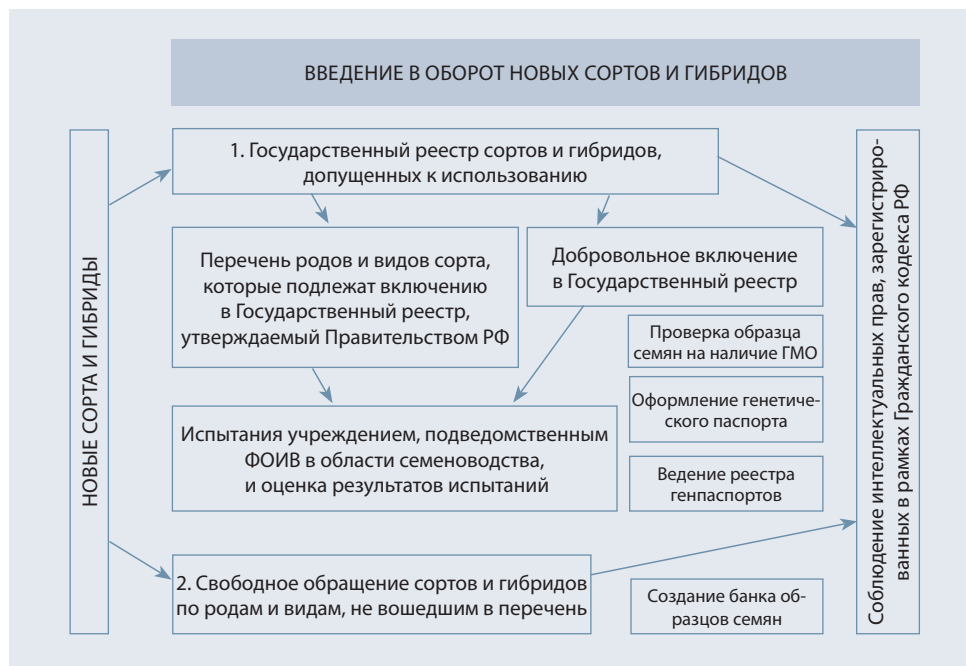 ВВЕДЕНИЕ В ОБОРОТ НОВЫХ СОРТОВ И ГИБРИДОВ
НОВЫЕ СОРТА И ГИБРИДЫ
1. Государственный реестр сортов и гибридов,
допущенных к использованию
Перечень родов и видов сорта,
которые подлежат включению
в Государственный реестр,
утверждаемый Правительством РФ
Добровольное включение
в Государственный реестр
Проверка образца
семян на наличие ГМО
Оформление генетиче-
ского паспорта
Испытания учреждением, подведомственным
ФОИВ в области семеноводства,
и оценка результатов испытаний
Ведение реестра
генпаспортов
2. Свободное обращение сортов и гибридов
по родам и видам, не вошедшим в перечень
Создание банка об-
разцов семян
Соблюдение интеллектуальных прав, зарегистриро-
ванных в рамках Гражданского кодекса РФ